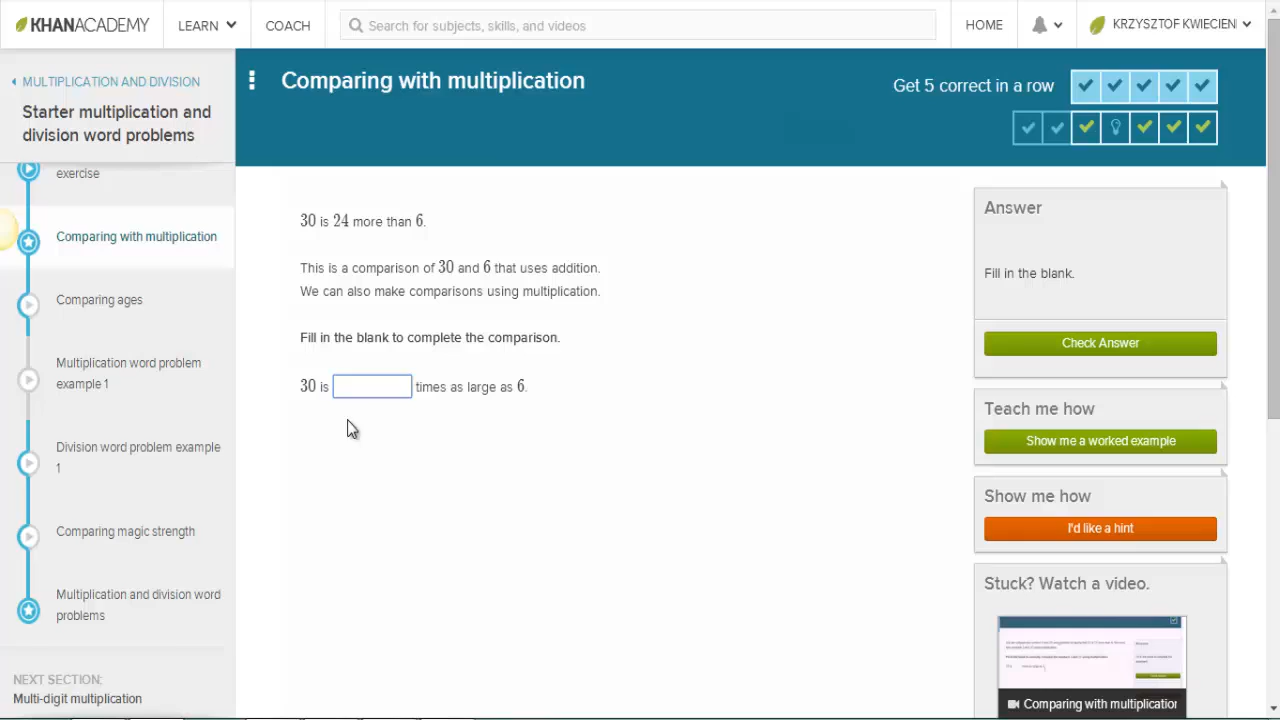 KHANACADEMY
LEARN
COACH
Search for subjects, skills, and videos
HOME
KRZYSZTOF KWIECIEN
MULTIPLICATION AND DIVISION
Starter multiplication and
division word problems
exercise
Comparing with multiplication
Comparing ages
Multiplication word problem
example 1
Division word problem example
1
Comparing magic strength
Multiplication and division word
problems
NEXT SECTION:
Multi-digit multiplication
Comparing with multiplication
Get 5 correct in a row
30 is 24 more than 6.
This is a comparison of 30 and 6 that uses addition.
We can also make comparisons using multiplication.
Fill in the blank to complete the comparison.
30 is times as large as 6.
Answer
Fill in the blank.
Check Answer
Teach me how
Show me a worked example
Show me how
I'd like a hint
Stuck? Watch a video.
Comparing with multiplication